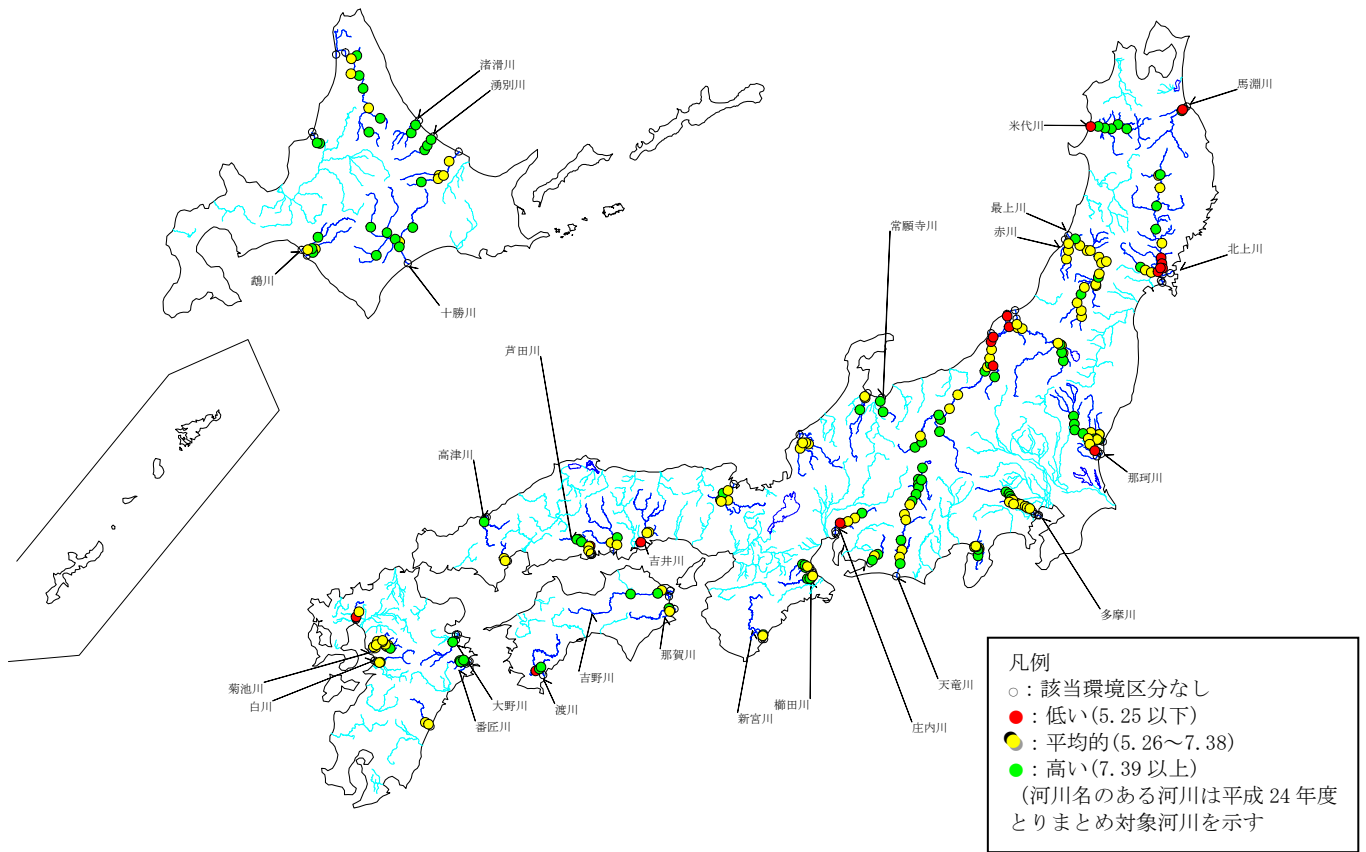 渚滑川
湧別川
馬淵川
米代川
最上川
赤川
常願寺川
北上川
鵡川
十勝川
芦田川
高津川
那珂川
吉井川
多摩川
菊池川
白川
大野川
番匠川
渡川
吉野川
那賀川
新宮川
櫛田川
庄内川
天竜川
凡例
○:該当環境区分なし
●:低い(5.25 以下)
●:平均的(5.26～7.38)
●:高い(7.39 以上)
(河川名のある河川は平成 24 年度
とりまとめ対象河川を示す